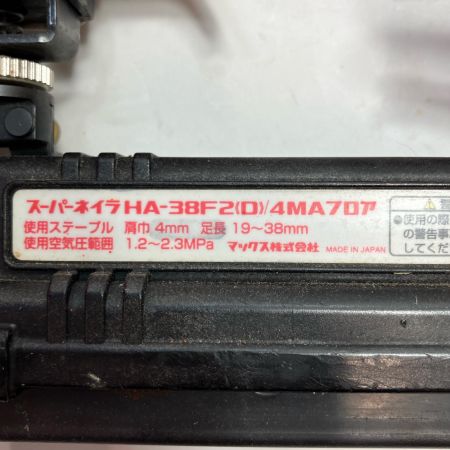 スーパーネイラ HA-38F2(D)/4MAフロア
使用ステープル 肩巾 4mm 足長 19~38mm
使用空気圧範囲 1.2~2.3MPa マックス株式会社 MADE IN JAPAN
●使用の際
の警告事
してくだ